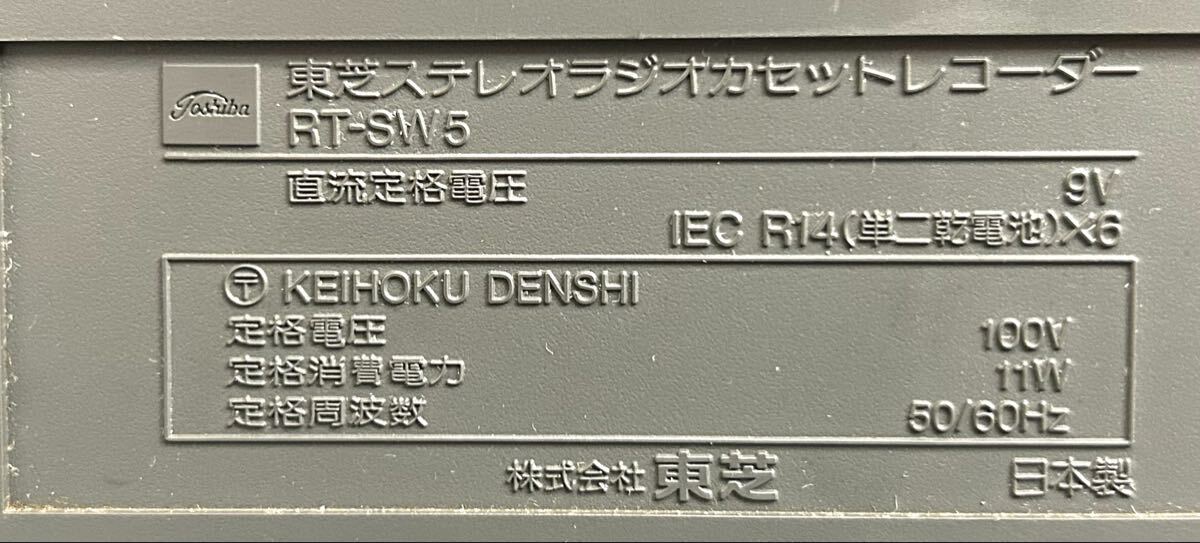 Toshiba
東芝ステレオラジオカセットレコーダー
RT-SW5
直流定格電圧 9V
IEC R14(単二乾電池)×6
〶 KEIHOKU DENSHI
定格電圧 100V
定格消費電力 11W
定格周波数 50/60Hz
株式会社 東芝 日本製